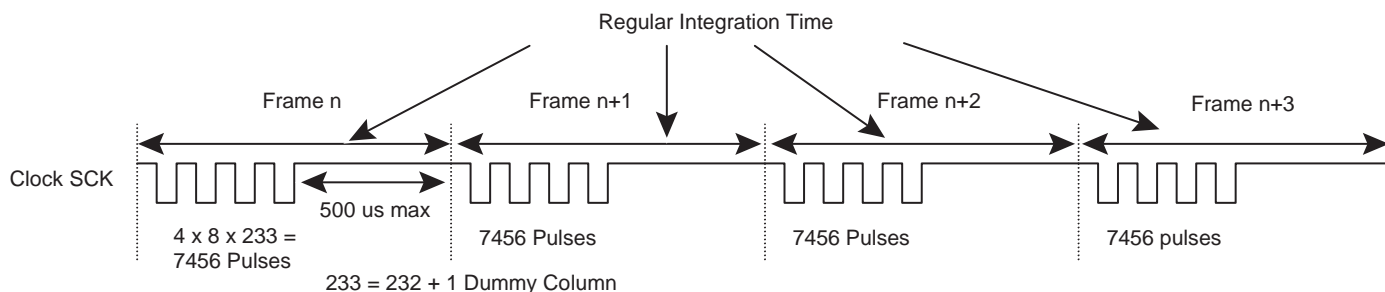 Regular Integration Time
Frame n
Frame n+1
Frame n+2
Frame n+3
Clock SCK
500 us max
4 x 8 x 233 =
7456 Pulses
7456 Pulses
7456 Pulses
7456 pulses
233 = 232 + 1 Dummy Column